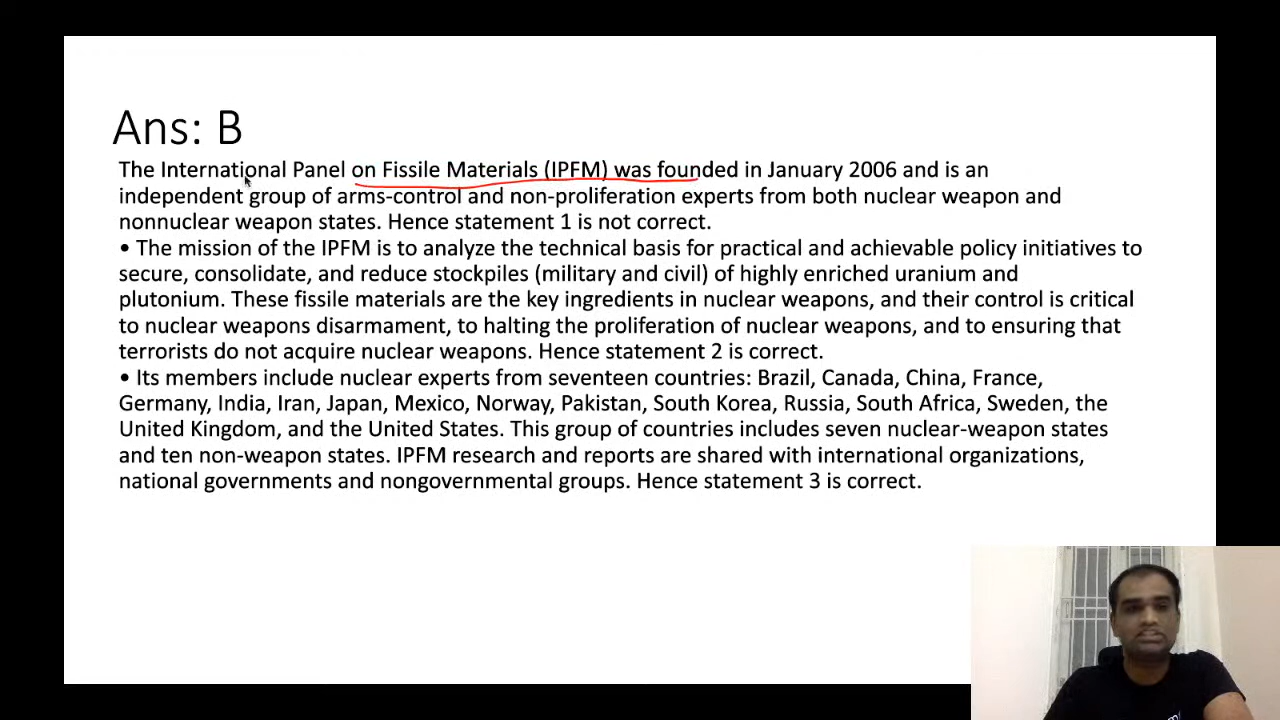 Ans: B
The International Panel on Fissile Materials (IPFM) was founded in January 2006 and is an
independent group of arms-control and non-proliferation experts from both nuclear weapon and
nonnuclear weapon states. Hence statement 1 is not correct.
• The mission of the IPFM is to analyze the technical basis for practical and achievable policy initiatives to
secure, consolidate, and reduce stockpiles (military and civil) of highly enriched uranium and
plutonium. These fissile materials are the key ingredients in nuclear weapons, and their control is critical
to nuclear weapons disarmament, to halting the proliferation of nuclear weapons, and to ensuring that
terrorists do not acquire nuclear weapons. Hence statement 2 is correct.
• Its members include nuclear experts from seventeen countries: Brazil, Canada, China, France,
Germany, India, Iran, Japan, Mexico, Norway, Pakistan, South Korea, Russia, South Africa, Sweden, the
United Kingdom, and the United States. This group of countries includes seven nuclear-weapon states
and ten non-weapon states. IPFM research and reports are shared with international organizations,
national governments and nongovernmental groups. Hence statement 3 is correct.